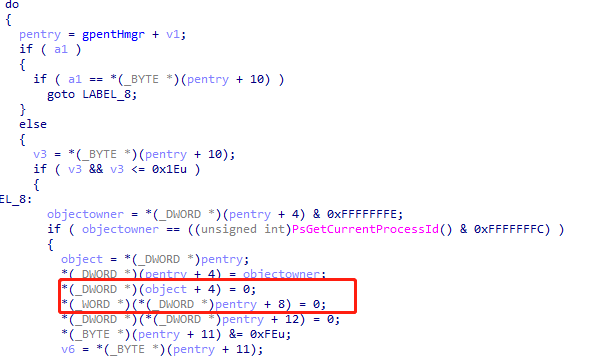 do
{
pentry = gpentHmgr + v1;
if ( a1 )
{
if ( a1 == *(_BYTE *)(pentry + 10) )
goto LABEL_8;
}
else
{
v3 = *(_BYTE *)(pentry + 10);
if ( v3 && v3 <= 0x1Eu )
{
EL_8:
objectowner = *(_DWORD *)(pentry + 4) & 0xFFFFFFFE;
if ( objectowner == ((unsigned int)PsGetCurrentProcessId() & 0xFFFFFFFC) )
{
object = *(_DWORD *)pentry;
*(_DWORD *)(pentry + 4) = objectowner;
*(_DWORD *)(object + 4) = 0;
*(_WORD *)(*(_DWORD *)pentry + 8) = 0;
*(_DWORD *)(*(_DWORD *)pentry + 12) = 0;
*(_BYTE *)(pentry + 11) &= 0xFEu;
v6 = *(_BYTE *)(pentry + 11);